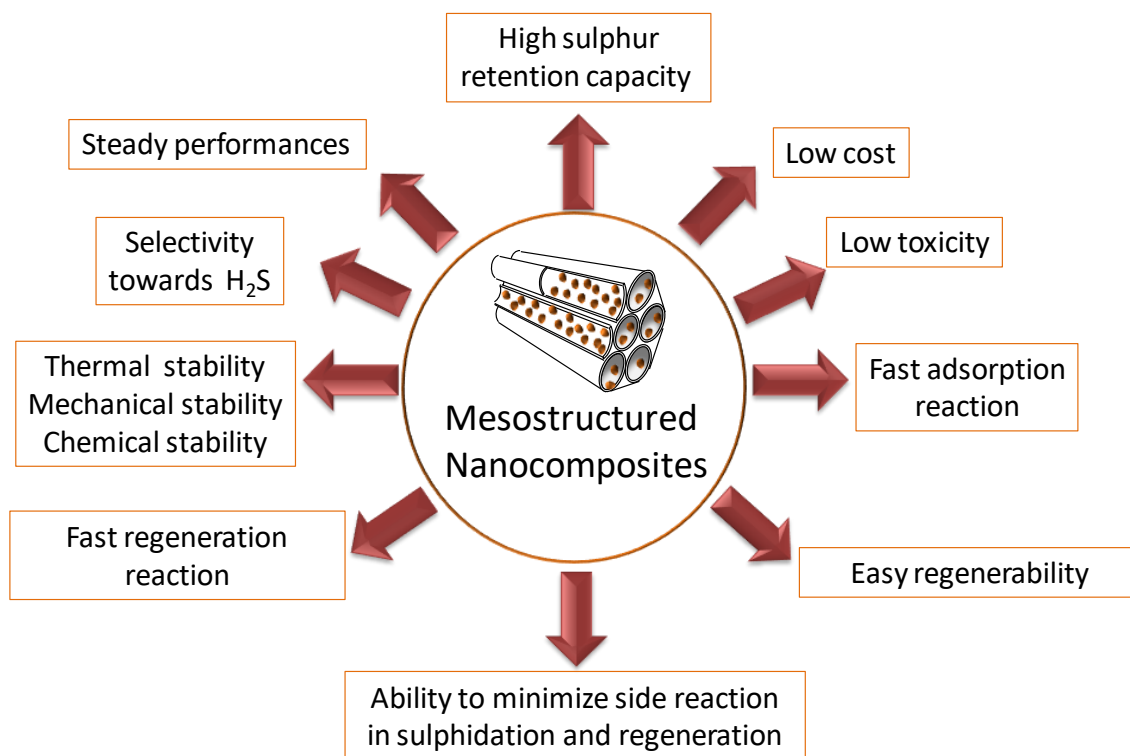 High sulphur
retention capacity
Steady performances
Low cost
Selectivity
towards H₂S
Low toxicity
Thermal stability
Mechanical stability
Chemical stability
Fast adsorption
reaction
Mesostructured
Nanocomposites
Fast regeneration
reaction
Easy regenerability
Ability to minimize side reaction
in sulphidation and regeneration